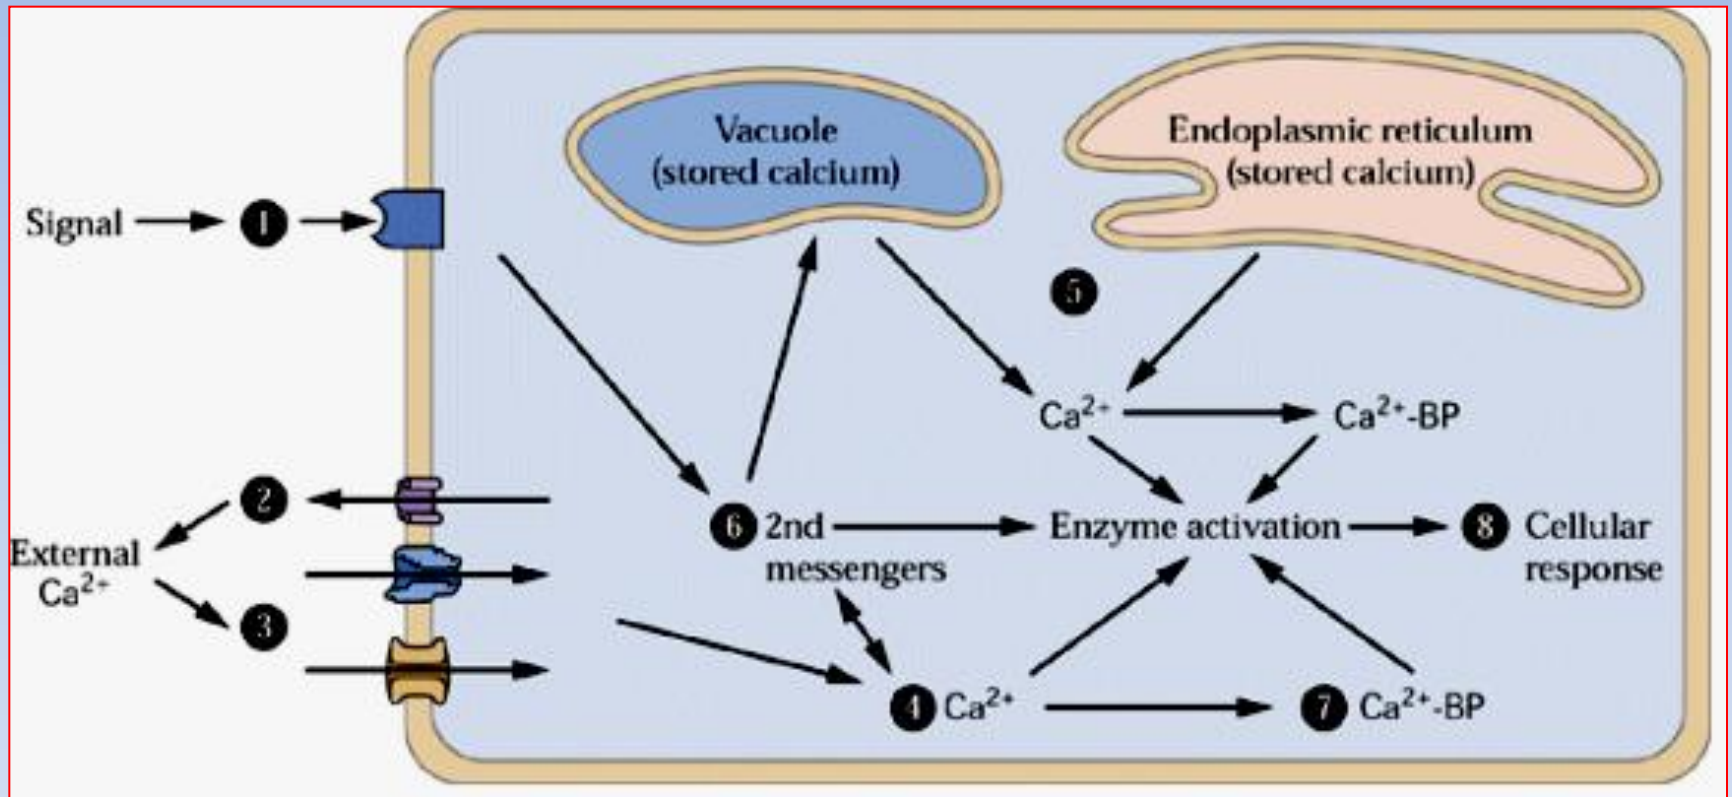 Vacuole
(stored calcium)
Endoplasmic reticulum
(stored calcium)
Signal
1
5
Ca²⁺
Ca²⁺-BP
2
External
Ca²⁺
3
6 2nd
messengers
Enzyme activation
8 Cellular
response
4 Ca²⁺
7 Ca²⁺-BP